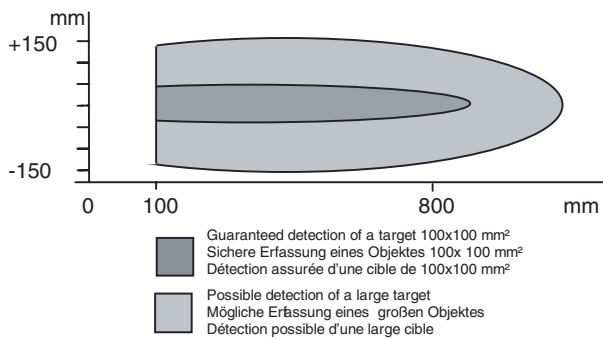 mm
+150
-150
0 100 800 mm
Guaranteed detection of a target 100x100 mm²
Sichere Erfassung eines Objektes 100x 100 mm²
Détection assurée d'une cible de 100x100 mm²
Possible detection of a large target
Mögliche Erfassung eines großen Objektes
Détection possible d'une large cible